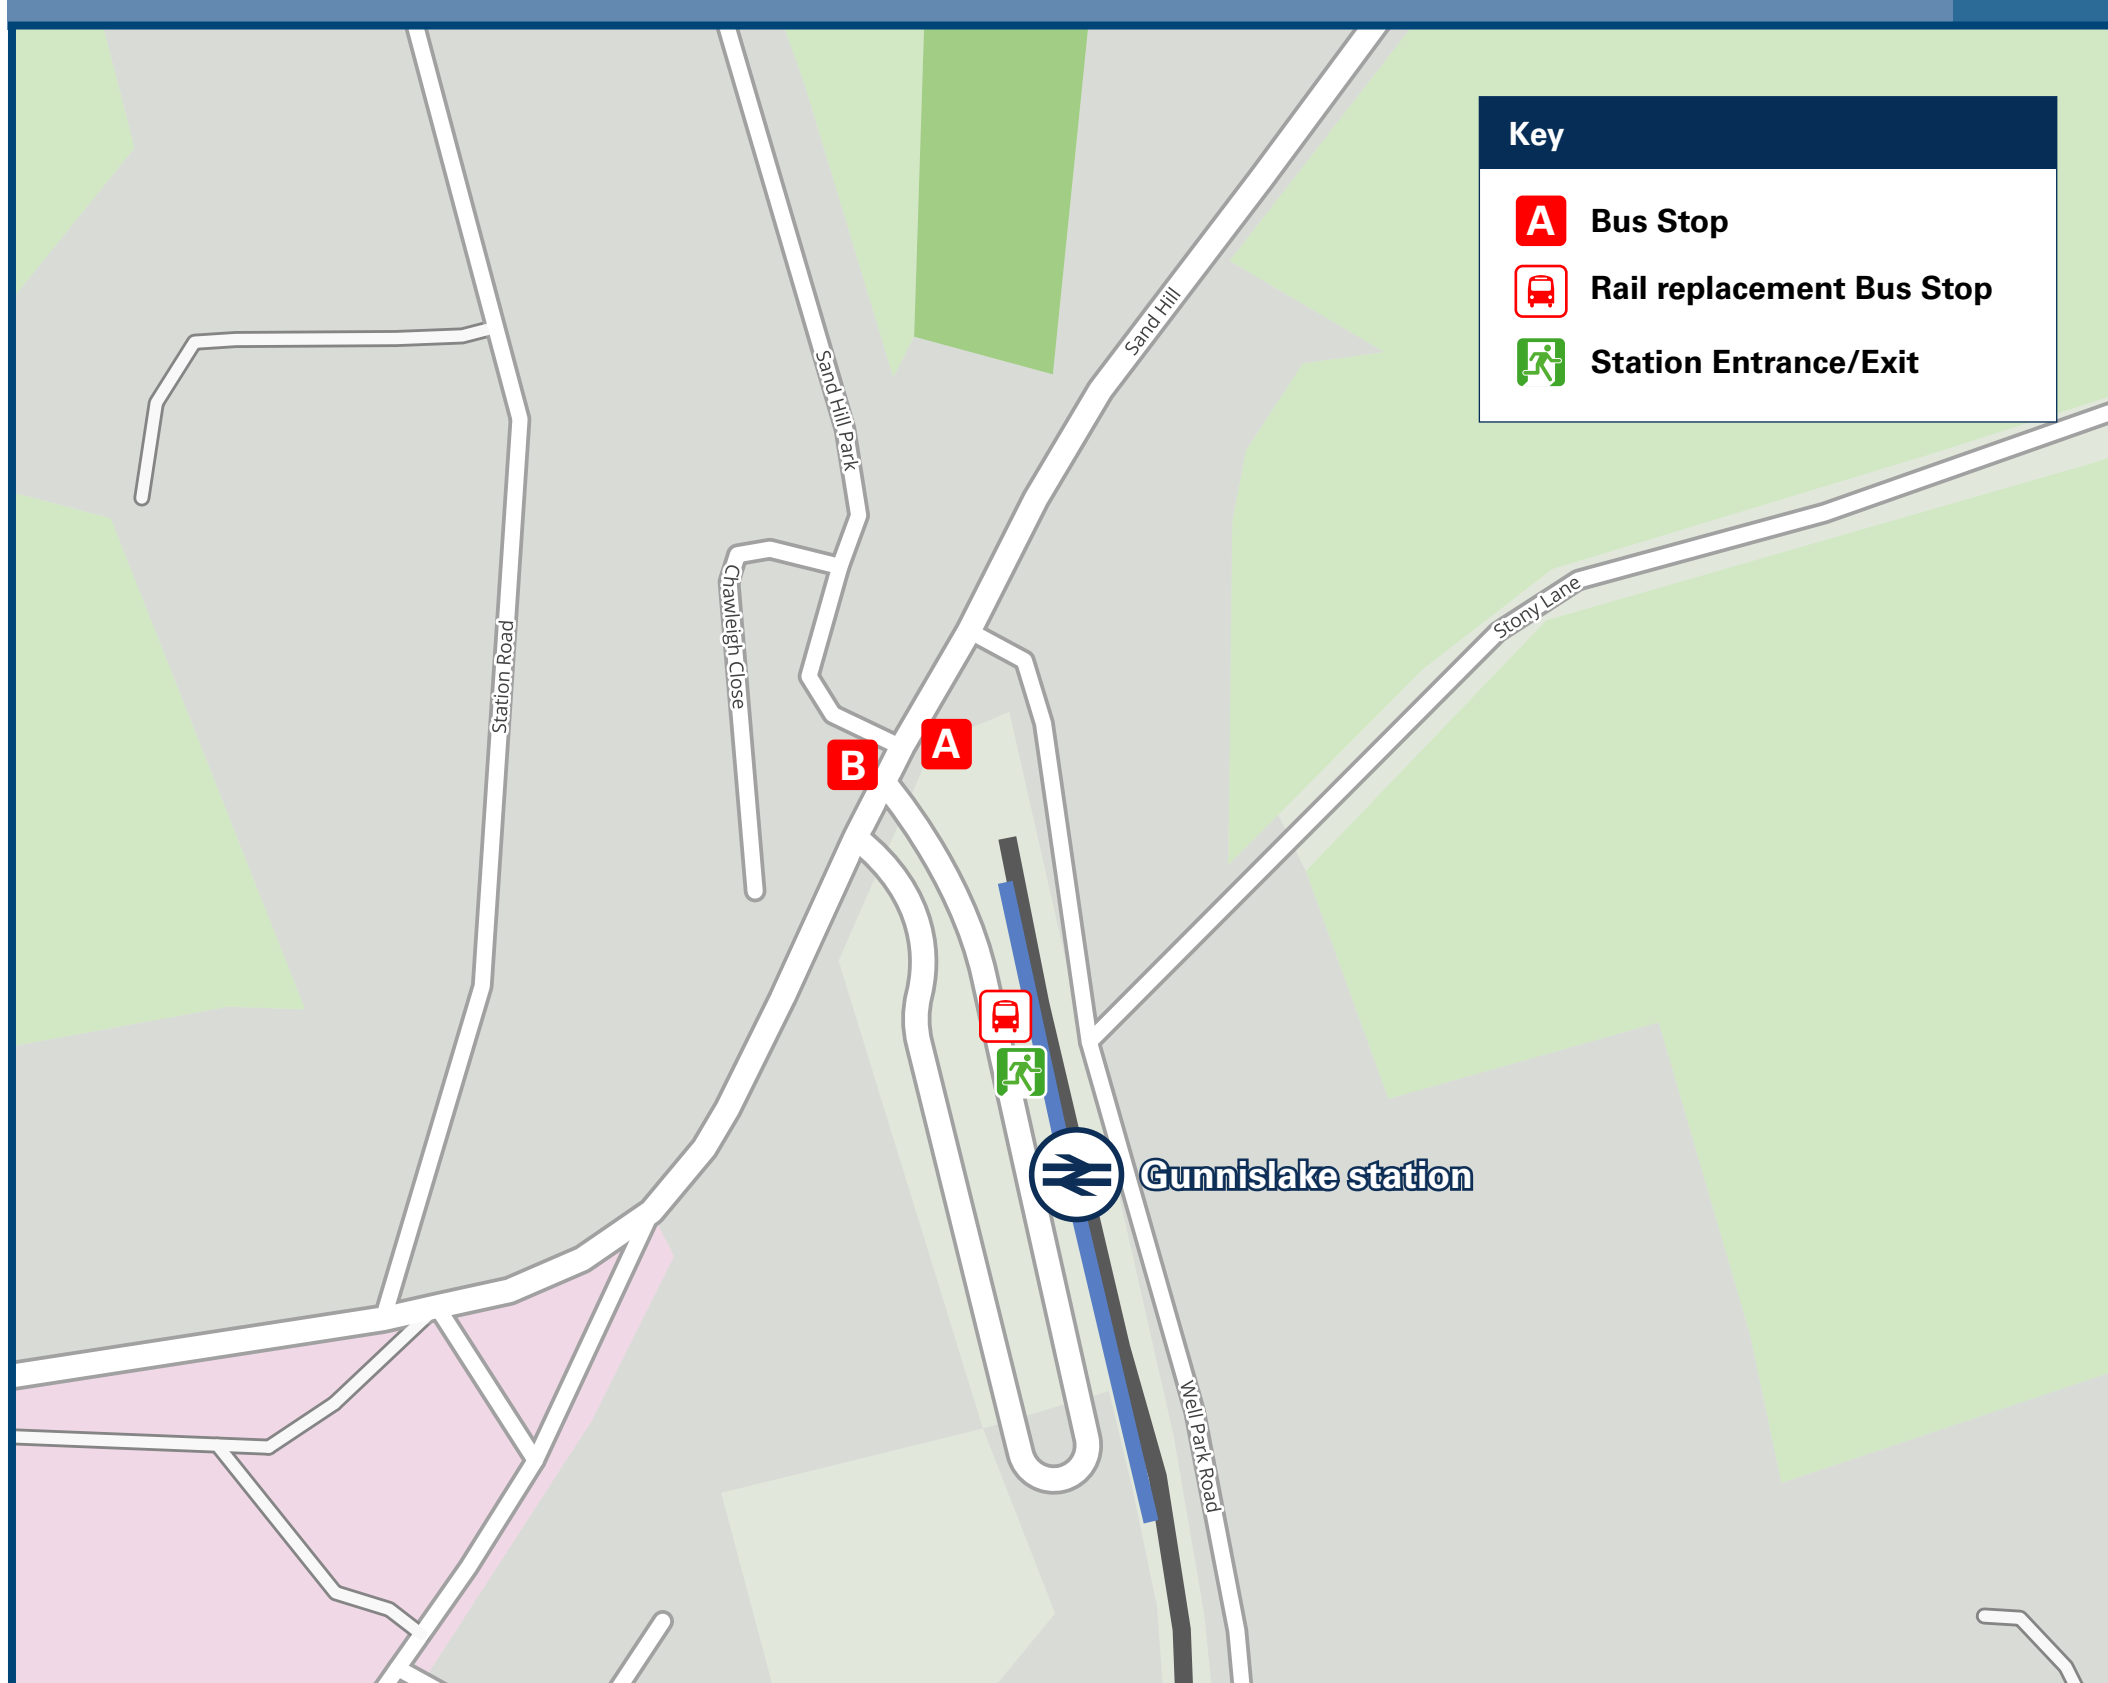 Key
A Bus Stop
Rail replacement Bus Stop
Station Entrance/Exit
Sand Hill
Sand Hill Park
Stony Lane
Chawleigh Close
Station Road
A
B
Gunnislake station
Well Park Road